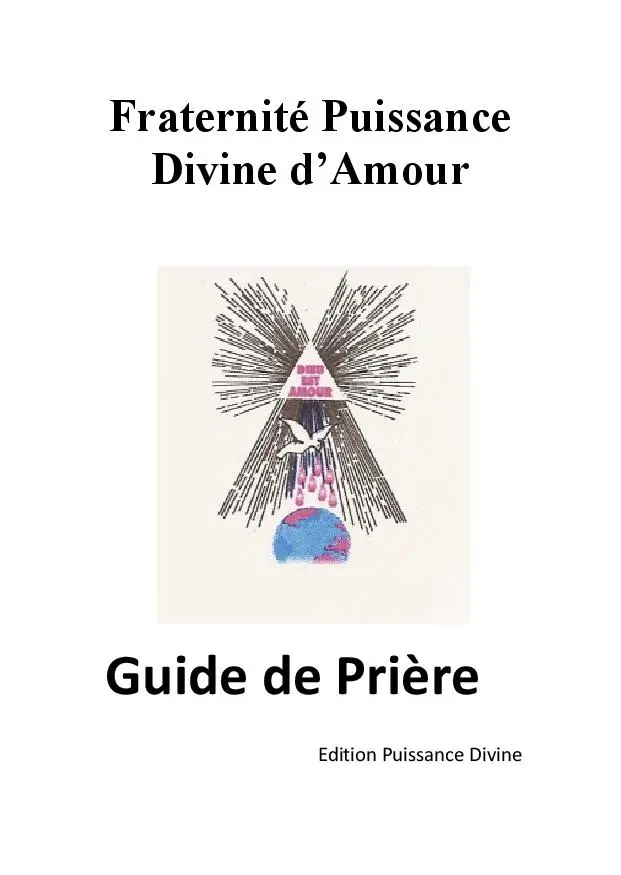 Fraternité Puissance
Divine d’Amour
DIEU
EST
AMOUR
Guide de Prière
Edition Puissance Divine